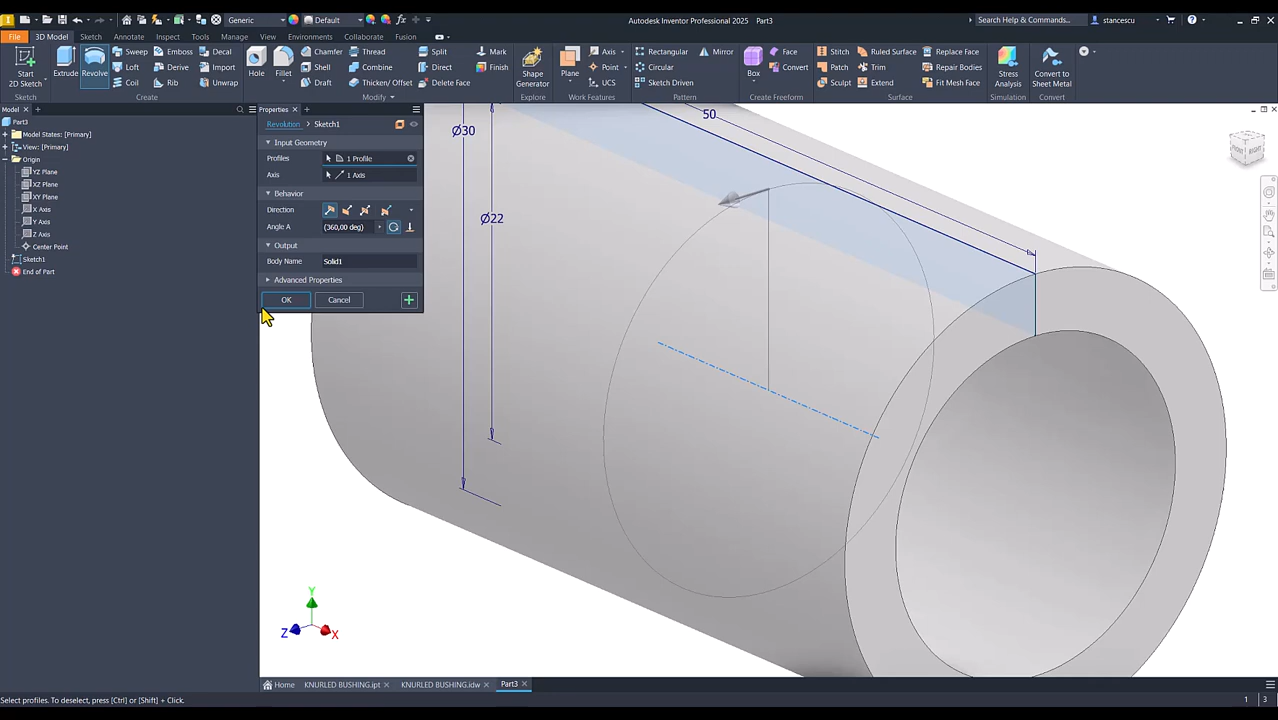 Generic
Default
Autodesk Inventor Professional 2025 Part3
Search Help & Commands...
stancescu
File
3D Model
Sketch
Annotate
Inspect
Tools
Manage
View
Environments
Collaborate
Fusion
Start
2D Sketch
Extrude
Revolve
Sweep
Emboss
Decal
Loft
Derive
Import
Coil
Rib
Unwrap
Hole
Fillet
Chamfer
Thread
Shell
Combine
Draft
Thicken/ Offset
Split
Direct
Delete Face
Mark
Finish
Shape
Generator
Plane
Axis
Point
UCS
Rectangular
Mirror
Circular
Sketch Driven
Box
Face
Convert
Stitch
Ruled Surface
Replace Face
Patch
Trim
Repair Bodies
Sculpt
Extend
Fit Mesh Face
Stress
Analysis
Convert to
Sheet Metal
Sketch
Create
Modify
Explore
Work Features
Pattern
Create Freeform
Surface
Simulation
Convert
Model
Part3
Model States: [Primary]
View: [Primary]
Origin
YZ Plane
XZ Plane
XY Plane
X Axis
Y Axis
Z Axis
Center Point
Sketch1
End of Part
Properties
Revolution > Sketch1
Input Geometry
Profiles 1 Profile
Axis 1 Axis
Behavior
Direction
Angle A (360,00 deg)
Output
Body Name Solid1
Advanced Properties
OK Cancel
Ø30
Ø22
50
FRONT
RIGHT
Y
Z
X
Home
KNURLED BUSHING.ipt
KNURLED BUSHING.idw
Part3
Select profiles. To deselect, press [Ctrl] or [Shift] + Click.
1 3